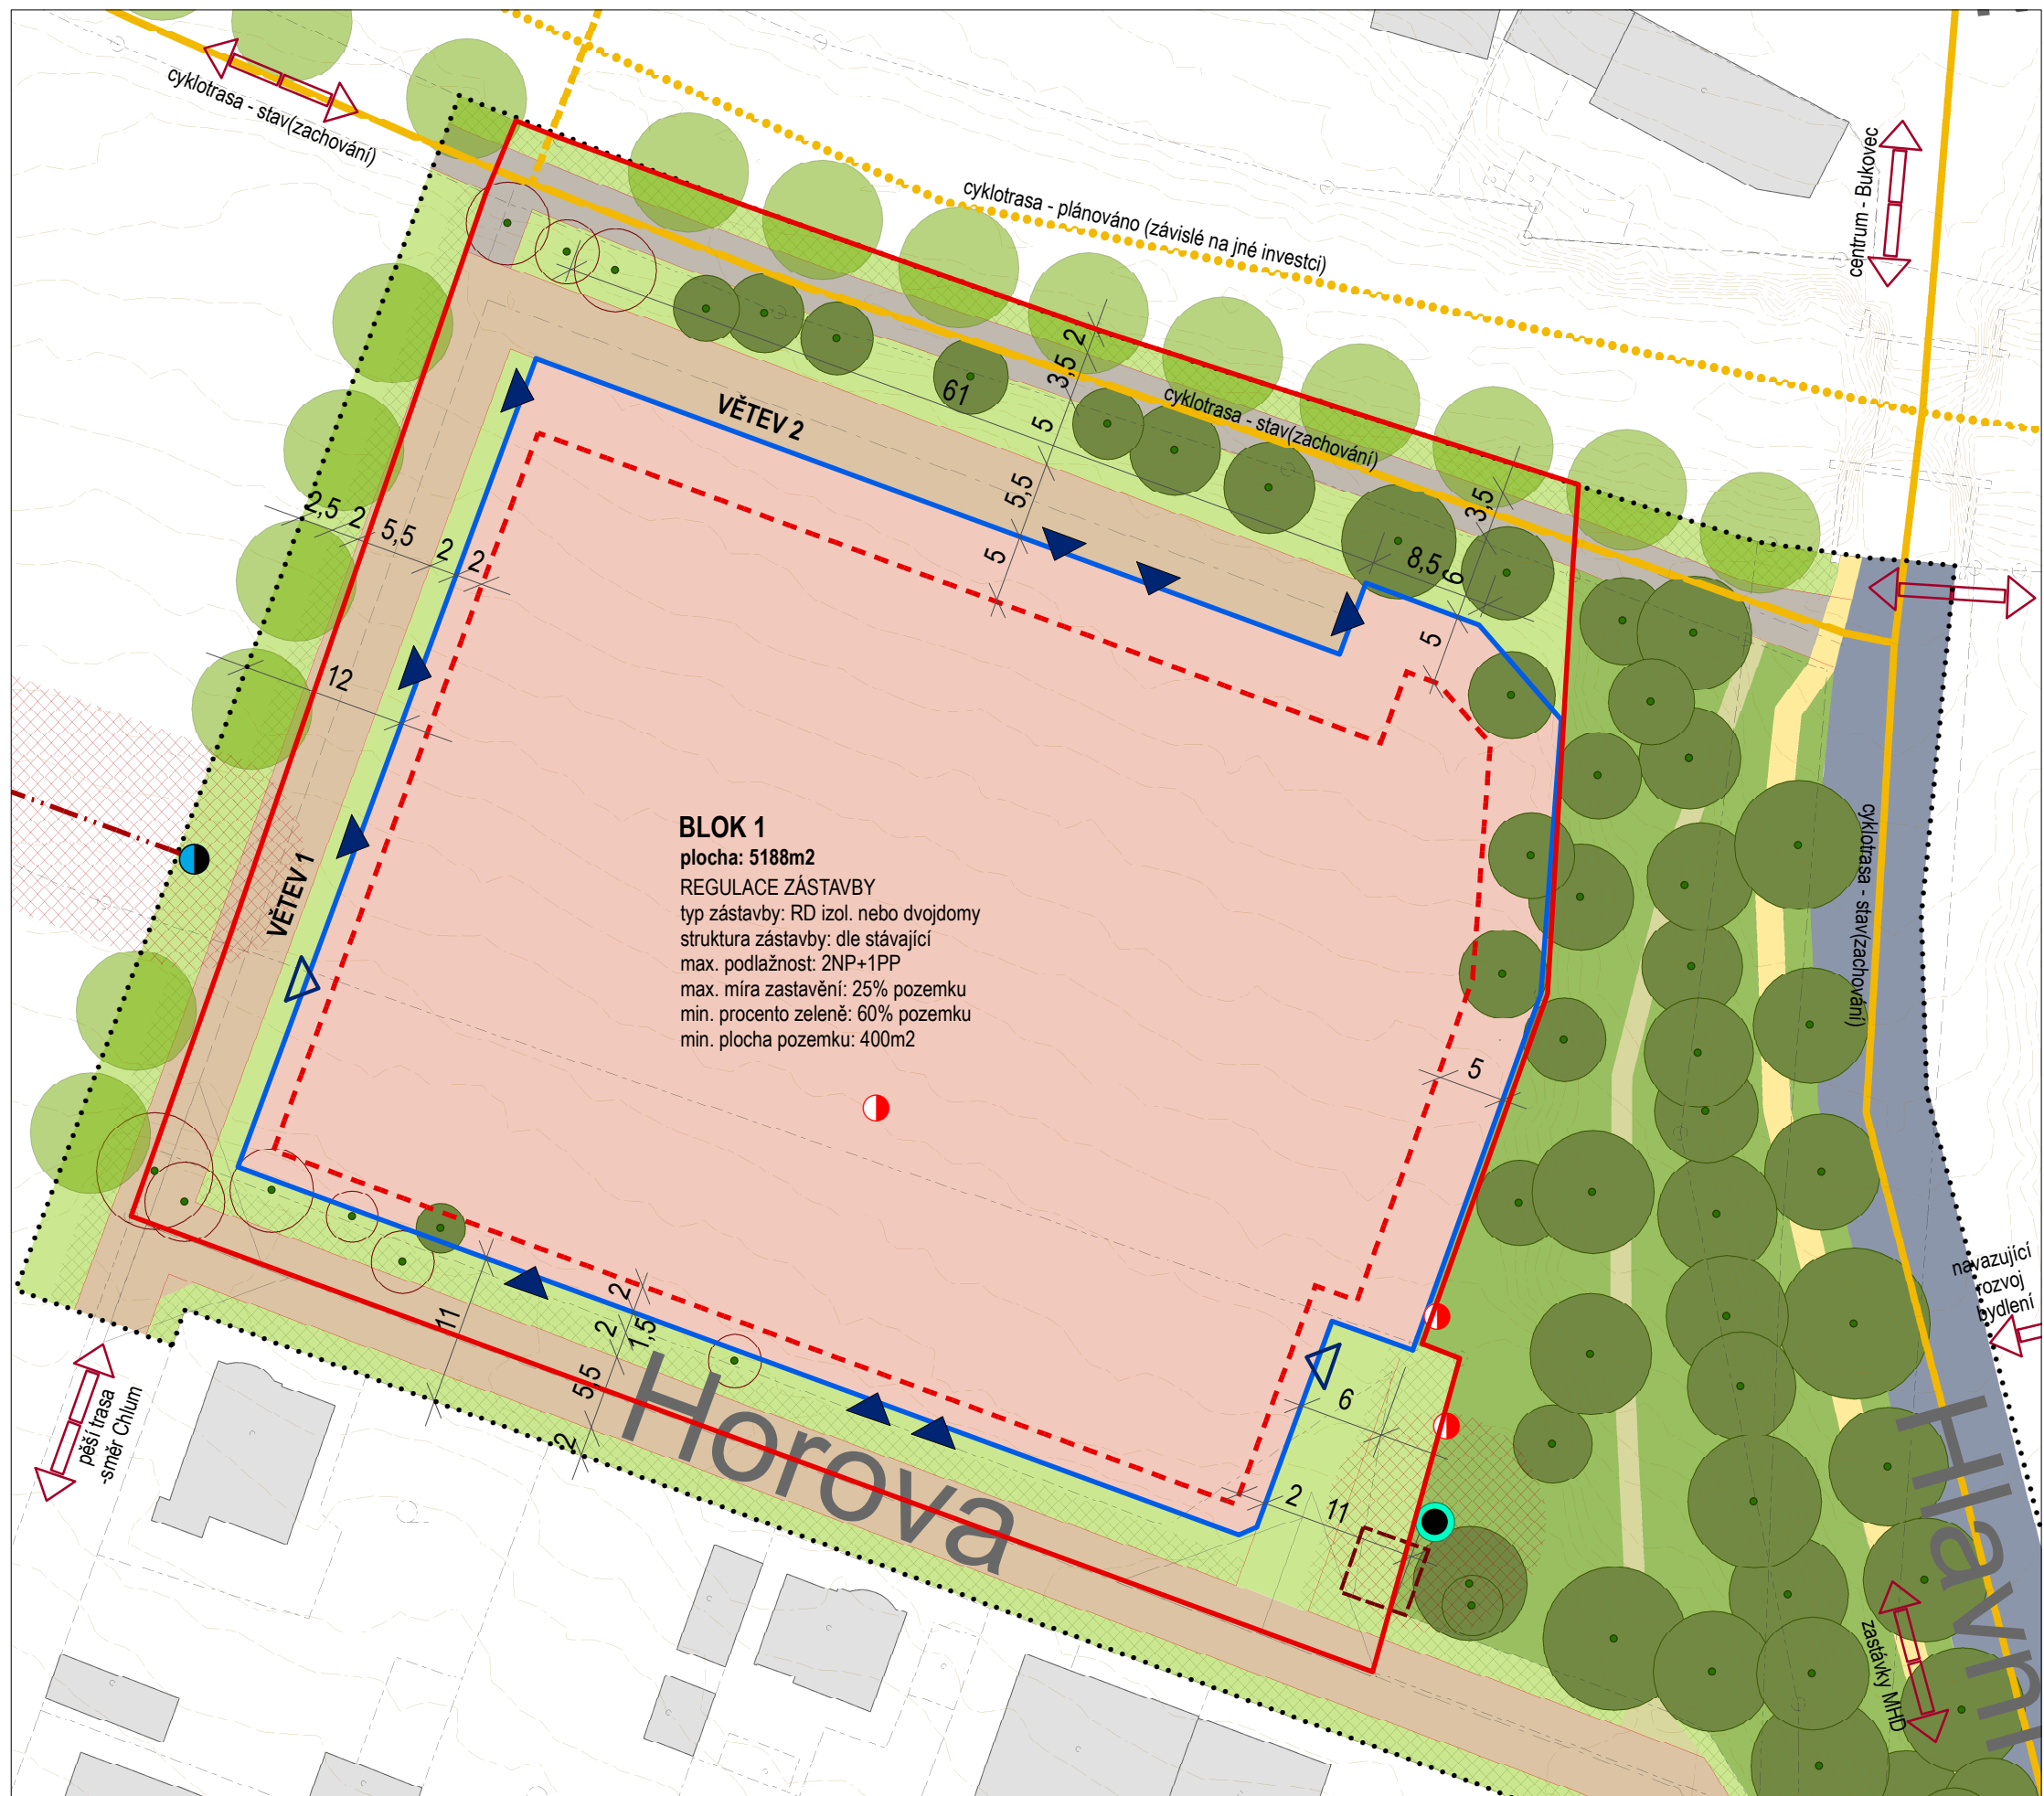 cyklotrasa - stav(zachování)
cyklotrasa - plánováno (závislé na jné investci)
centrum - Bukovec
2
3,5
cyklotrasa - stav(zachování)
61
5
VĚTEV 2
5,5
3,5
5
8,5
6
5
2,5
2
5,5
2
2
12
BLOK 1
plocha: 5188m2
REGULACE ZÁSTAVBY
typ zástavby: RD izol. nebo dvojdomy
struktura zástavby: dle stávající
max. podlažnost: 2NP+1PP
max. míra zastavění: 25% pozemku
min. procento zeleně: 60% pozemku
min. plocha pozemku: 400m2
VĚTEV 1
cyklotrasa - stav(zachování)
5
navazující
rozvoj
bydlení
11
2
2
1,5
5,5
2
6
2
11
pěší trasa
-směr Chlum
Horova
Hlavní
zastávky MHD